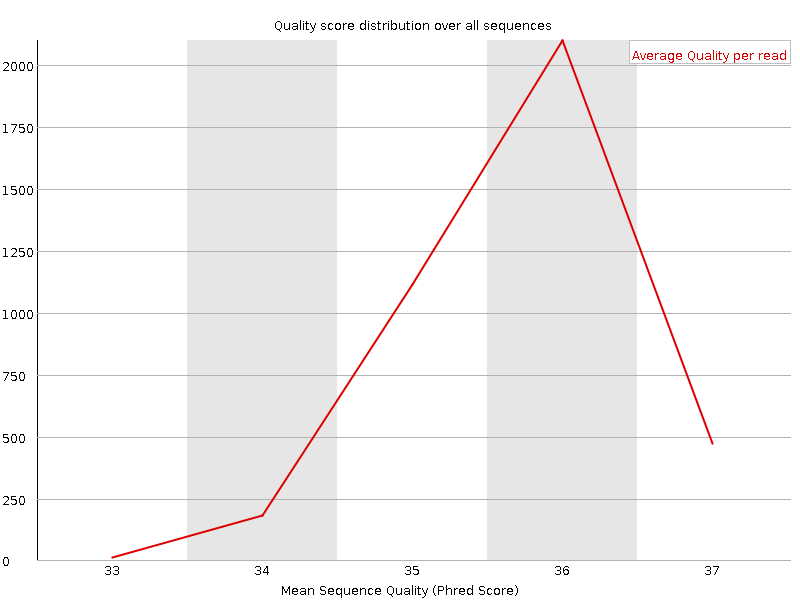 Quality score distribution over all sequences
Average Quality per read
2000
1750
1500
1250
1000
750
500
250
0
33 34 35 36 37
Mean Sequence Quality (Phred Score)